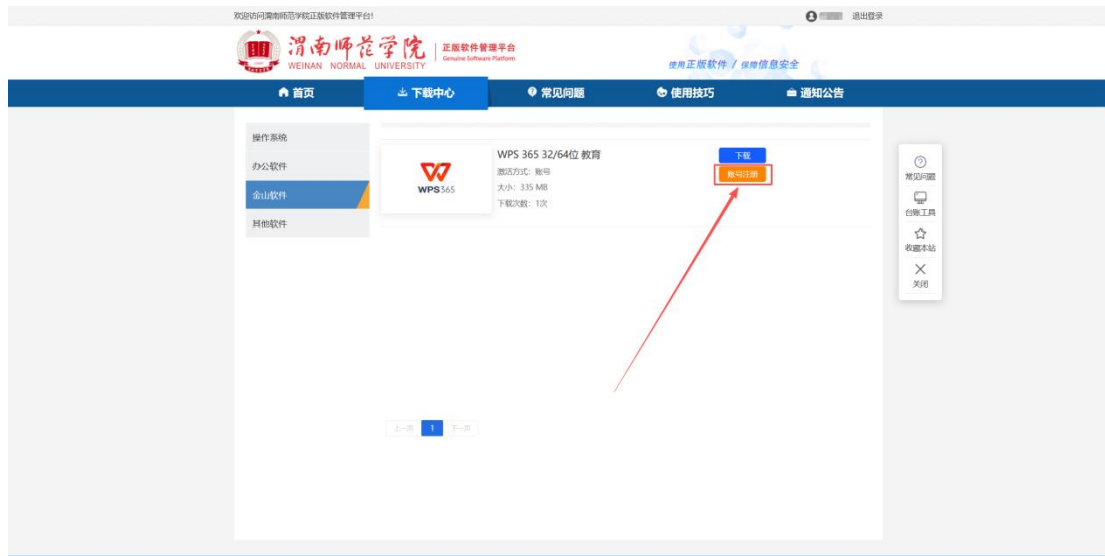 欢迎访问渭南师范学院正版软件管理平台!
退出登录
渭南师范学院
WEINAN NORMAL UNIVERSITY
正版软件管理平台
Genuine Software Platform
使用正版软件 / 保障信息安全
首页
下载中心
常见问题
使用技巧
通知公告
操作系统
办公软件
金山软件
其他软件
WPS365
WPS 365 32/64位 教育
激活方式: 账号
大小: 335 MB
下载次数: 1次
下载
账号注册
常见问题
台账工具
收藏本站
关闭
上一页 1 下一页